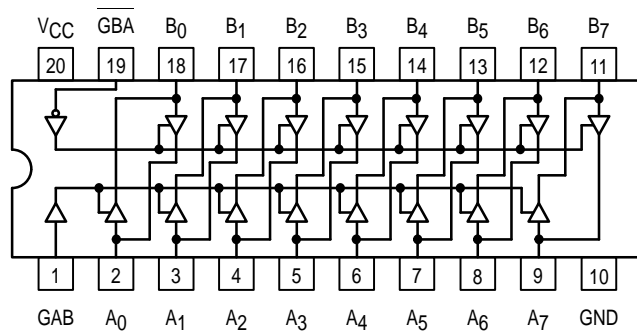 VCC GBA B0 B1 B2 B3 B4 B5 B6 B7
20 19 18 17 16 15 14 13 12 11
1 2 3 4 5 6 7 8 9 10
GAB A0 A1 A2 A3 A4 A5 A6 A7 GND